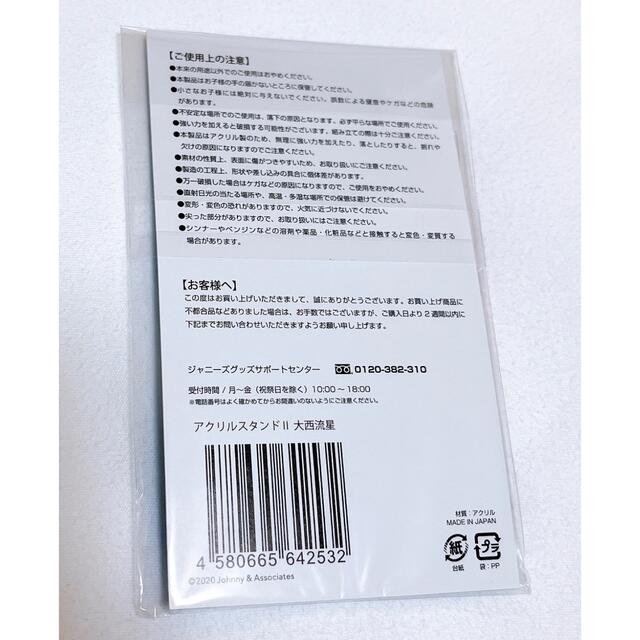 【ご使用上の注意】
●本来の用途以外でのご使用はおやめください。
●本製品はお子様の手の届かないところに保管してください。
●小さなお子様には絶対に与えないでください。誤飲による窒息やケガなどの危険
があります。
●不安定な場所でのご使用は、落下の原因となります。必ず平らな場所でご使用ください。
●強い力を加えると破損する可能性がございます。組み立ての際は十分ご注意ください。
●本製品はアクリル製のため、無理に強い力を加えたり、落としたりすると、割れや
欠けの原因になりますのでご注意ください。
●素材の性質上、表面に傷がつきやすいため、お取り扱いにご注意ください。
●製造の工程上、形状や差し込みの具合に個体差があります。
●万一破損した場合はケガなどの原因になりますので、ご使用をおやめください。
●直射日光の当たる場所や、高温・多湿な場所での保管は避けてください。
●変形・変色の恐れがありますので、火気に近づけないでください。
●尖った部分がありますので、お取り扱いにはご注意ください。
●シンナーやベンジンなどの溶剤や薬品・化粧品などと接触すると変色・変質する
場合があります。
【お客様へ】
この度はお買い上げいただきまして、誠にありがとうございます。お買い上げ商品に
不都合品などありました場合は、お手数ではございますが、ご購入日より2週間以内に
下記までお問い合わせいただきますようお願い申し上げます。
ジャニーズグッズサポートセンター 0120-382-310
受付時間 / 月〜金(祝祭日を除く) 10:00〜18:00
※電話番号はよく確かめてからお間違いのないようにご注意ください。
アクリルスタンドII 大西流星
4 580665 642532
©2020 Johnny & Associates
材質:アクリル
MADE IN JAPAN
紙 プラ
台紙 袋:PP